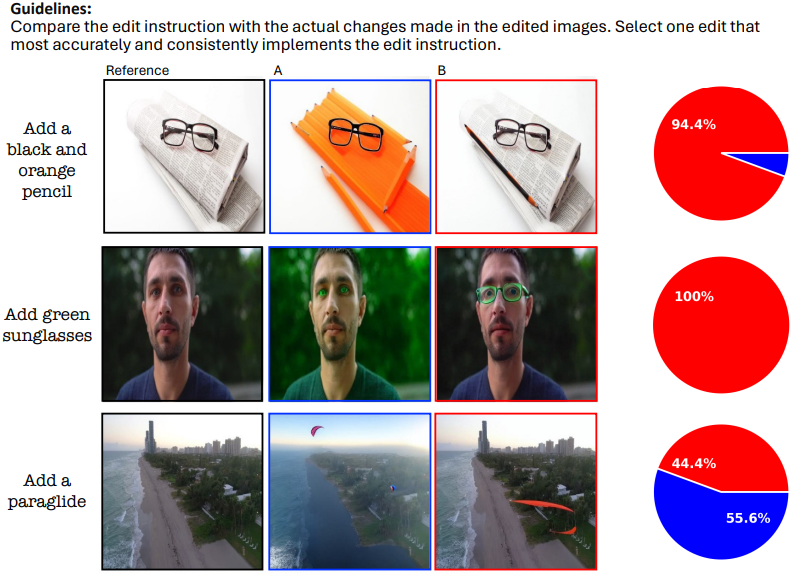 Guidelines:
Compare the edit instruction with the actual changes made in the edited images. Select one edit that
most accurately and consistently implements the edit instruction.
Reference
A
B
Add a
black and
orange
pencil
94.4%
Add green
sunglasses
100%
Add a
paraglide
44.4%
55.6%